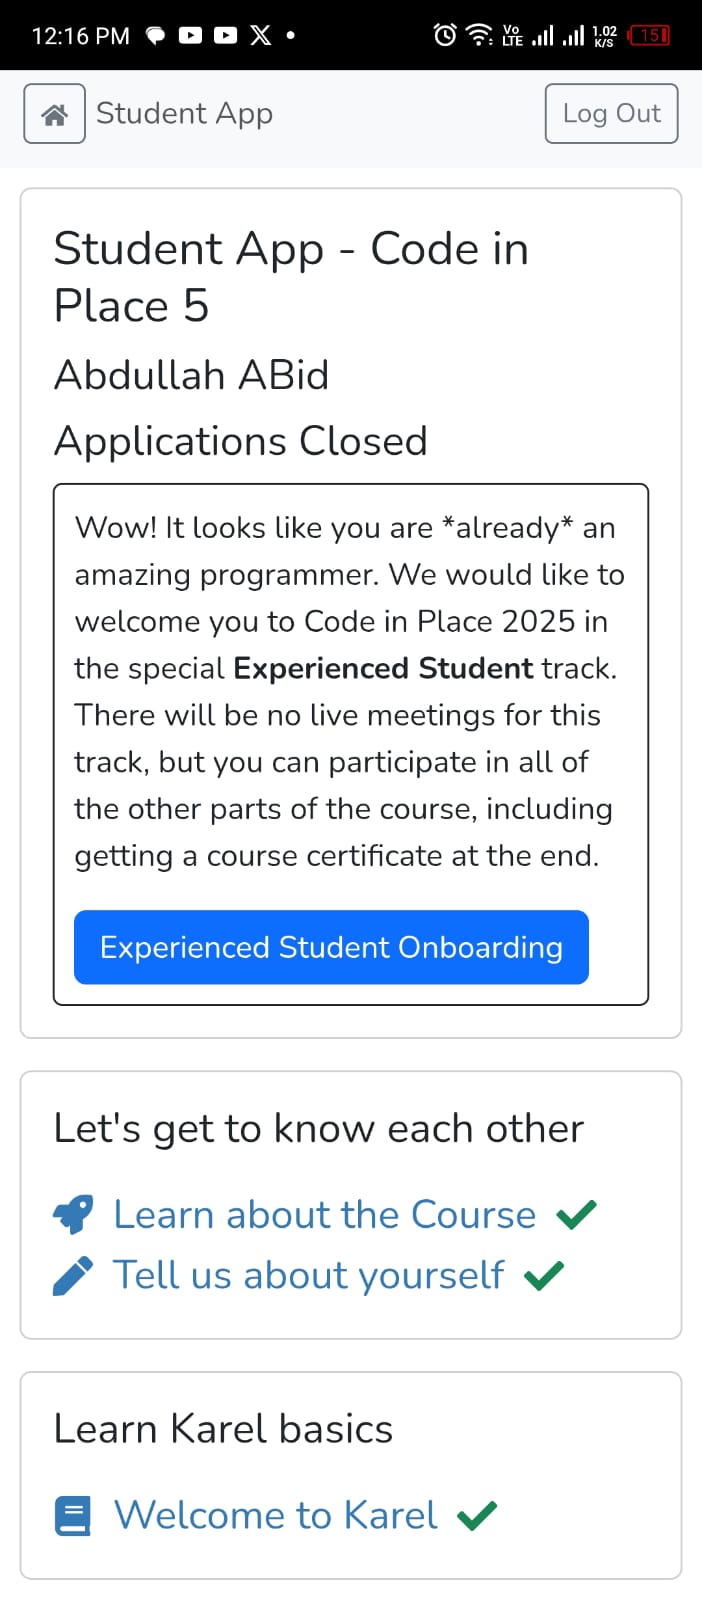 12:16 PM
Vo LTE
1.02 K/S
15
Student App
Log Out
Student App - Code in
Place 5
Abdullah ABid
Applications Closed
Wow! It looks like you are *already* an
amazing programmer. We would like to
welcome you to Code in Place 2025 in
the special Experienced Student track.
There will be no live meetings for this
track, but you can participate in all of
the other parts of the course, including
getting a course certificate at the end.
Experienced Student Onboarding
Let's get to know each other
Learn about the Course
Tell us about yourself
Learn Karel basics
Welcome to Karel